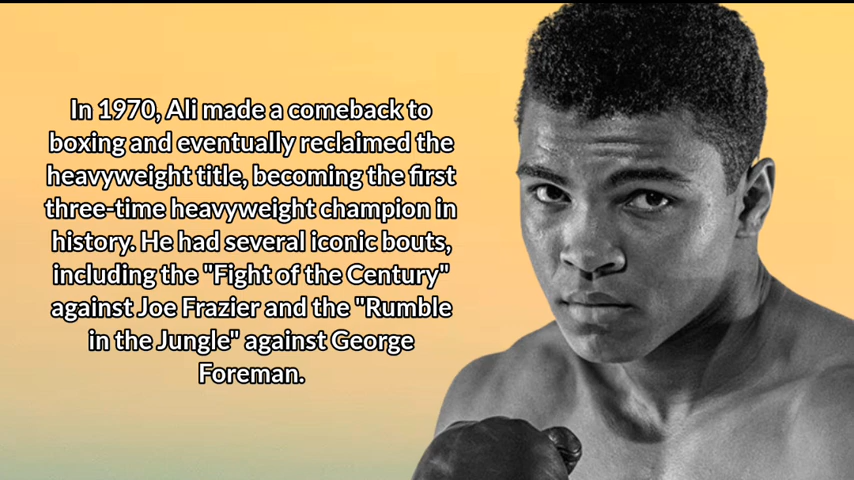 In 1970, Ali made a comeback to
boxing and eventually reclaimed the
heavyweight title, becoming the first
three-time heavyweight champion in
history. He had several iconic bouts,
including the "Fight of the Century"
against Joe Frazier and the "Rumble
in the Jungle" against George
Foreman.